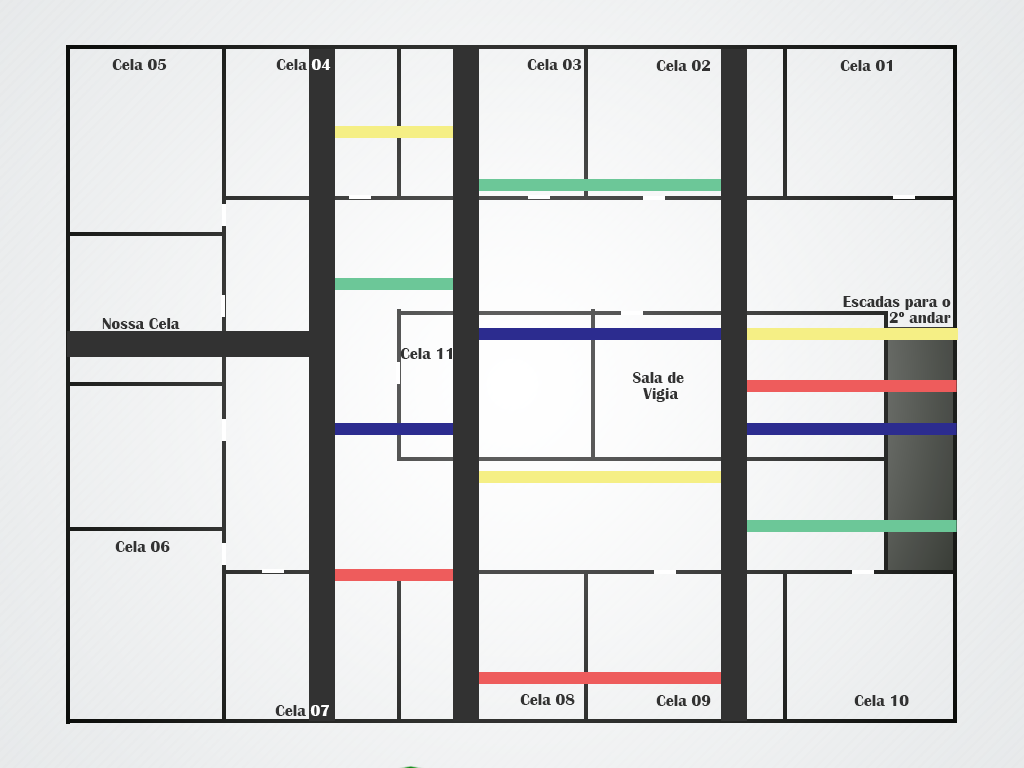 Cela 05
Cela 04
Cela 03
Cela 02
Cela 01
Escadas para o
2º andar
Nossa Cela
Cela 11
Sala de
Vigia
Cela 06
Cela 07
Cela 08
Cela 09
Cela 10